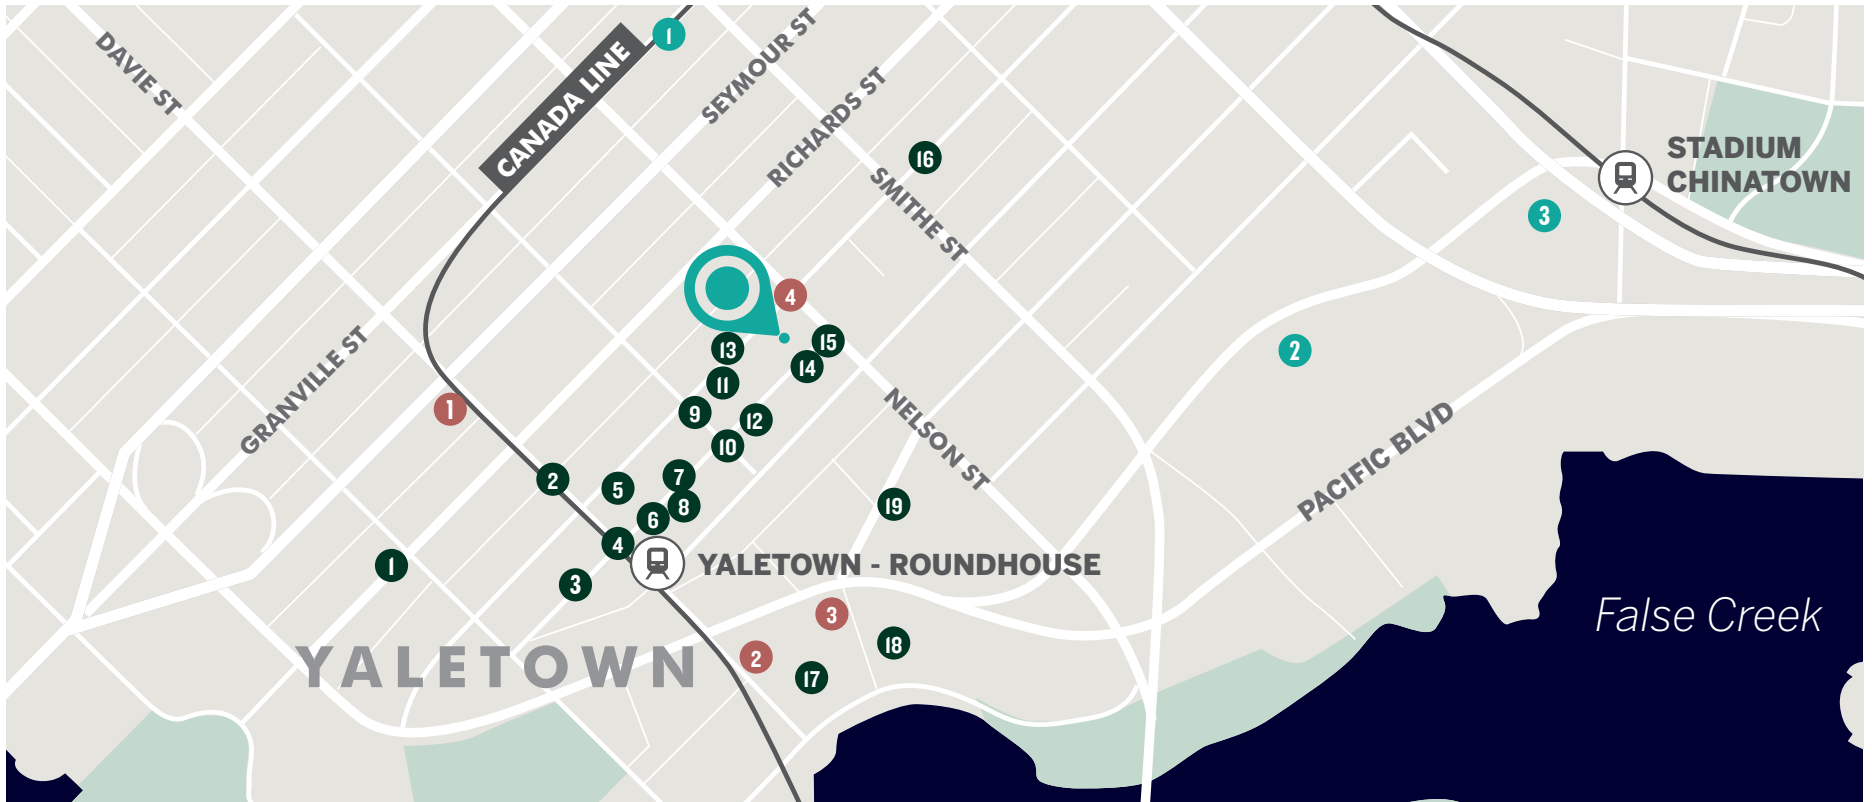 DAVIE ST
CANADA LINE
1
SEYMOUR ST
RICHARDS ST
16
SMITHE ST
STADIUM
CHINATOWN
3
4
13
15
14
11
2
GRANVILLE ST
1
9
12
10
NELSON ST
PACIFIC BLVD
2
5
7
8
6
19
4
YALETOWN - ROUNDHOUSE
1
3
3
False Creek
18
YALETOWN
2
17